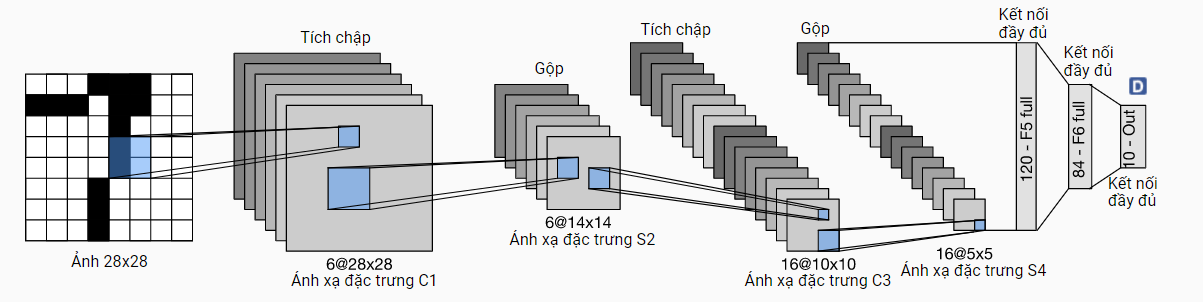 Tích chập
Gộp
Tích chập
Gộp
Kết nối
đầy đủ
Kết nối
đầy đủ
D
120 - F5 full
84 - F6 full
10 - Out
Kết nối
đầy đủ
Ảnh 28x28
6@28x28
Ánh xạ đặc trưng C1
6@14x14
Ánh xạ đặc trưng S2
16@10x10
Ánh xạ đặc trưng C3
16@5x5
Ánh xạ đặc trưng S4